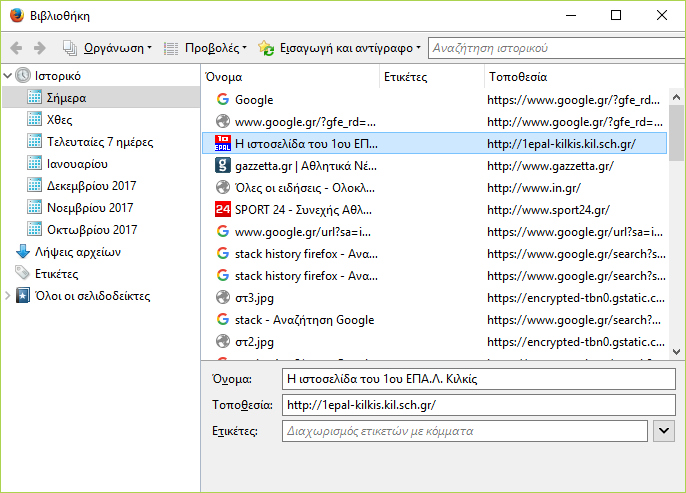 Βιβλιοθήκη
Οργάνωση Προβολές Εισαγωγή και αντίγραφο Αναζήτηση ιστορικού
Ιστορικό
Σήμερα
Χθες
Τελευταίες 7 ημέρες
Ιανουαρίου
Δεκεμβρίου 2017
Νοεμβρίου 2017
Οκτωβρίου 2017
Λήψεις αρχείων
Ετικέτες
Όλοι οι σελιδοδείκτες
Όνομα Ετικέτες Τοποθεσία
Google https://www.google.gr/?gfe_rd...
www.google.gr/?gfe_rd=... http://www.google.gr/?gfe_rd=...
10 EPAL Η ιστοσελίδα του 1ου ΕΠ... http://1epal-kilkis.kil.sch.gr/
g gazzetta.gr | Αθλητικά Νέ... http://www.gazzetta.gr/
Όλες οι ειδήσεις - Ολοκλ... http://www.in.gr/
24 SPORT 24 - Συνεχής Αθλ... http://www.sport24.gr/
www.google.gr/url?sa=i... https://www.google.gr/url?sa=i...
stack history firefox - Ανα... https://www.google.gr/search?s...
stack history firefox - Ανα... https://www.google.gr/search?s...
στ3.jpg https://encrypted-tbn0.gstatic.c...
stack - Αναζήτηση Google https://www.google.gr/search?...
στ2.jpg https://encrypted-tbn0.gstatic.c...
Όνομα: Η ιστοσελίδα του 1ου ΕΠΑ.Λ. Κιλκίς
Τοποθεσία: http://1epal-kilkis.kil.sch.gr/
Ετικέτες: Διαχωρισμός ετικετών με κόμματα